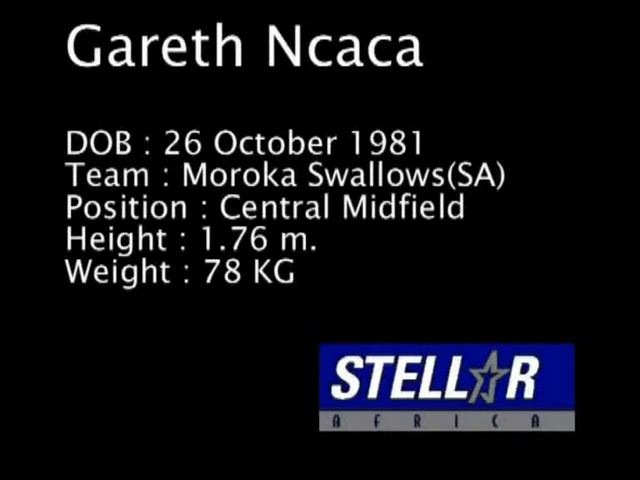 Gareth Ncaca
DOB : 26 October 1981
Team : Moroka Swallows(SA)
Position : Central Midfield
Height : 1.76 m.
Weight : 78 KG
STELLAR
AFRICA